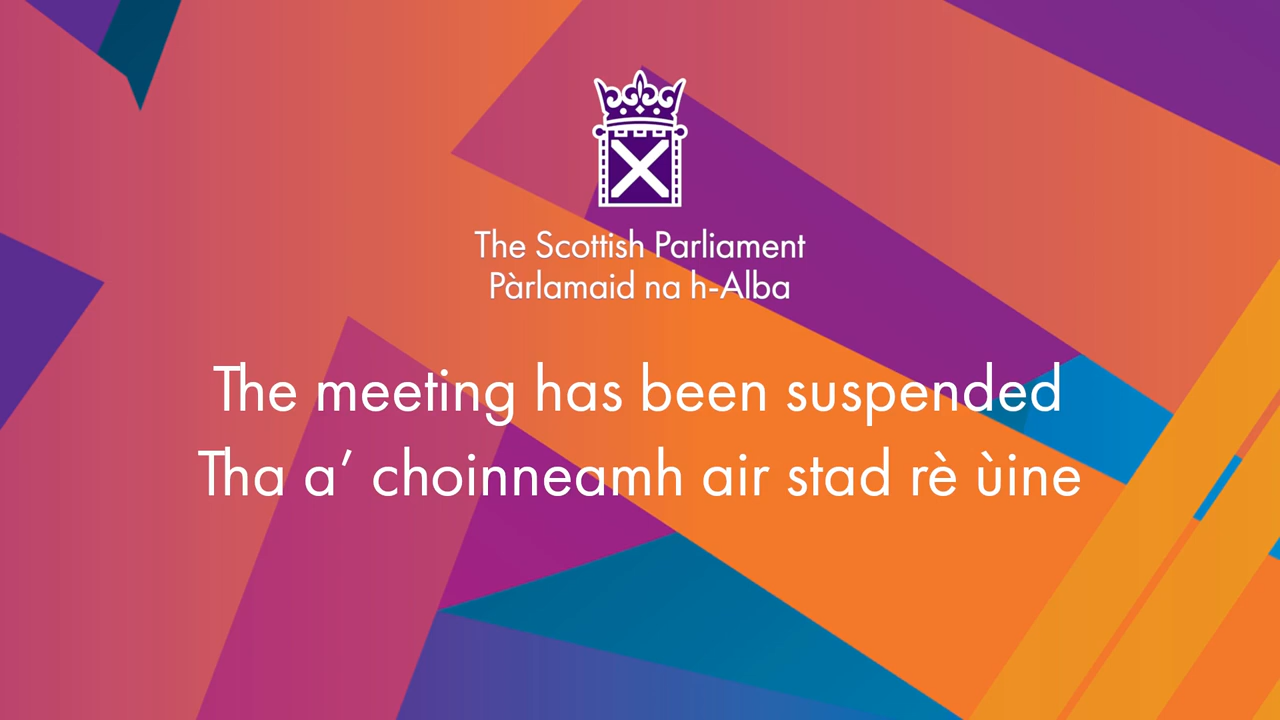 The Scottish Parliament
Pàrlamaid na h-Alba
The meeting has been suspended
Tha a’ choinneamh air stad rè ùine